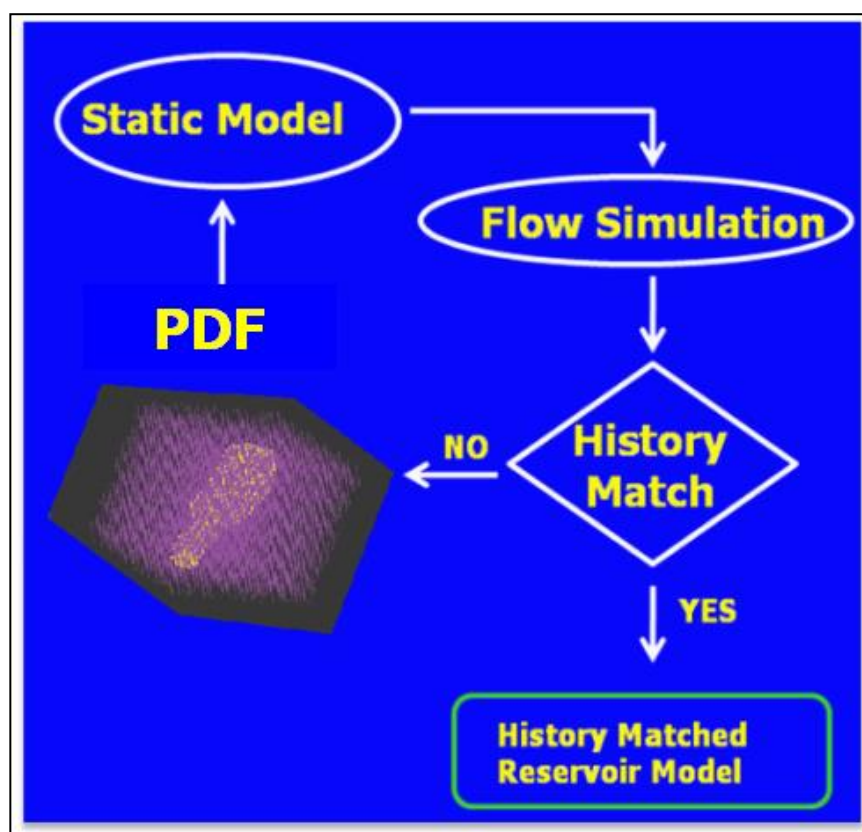 Static Model
Flow Simulation
PDF
History
Match
NO
YES
History Matched
Reservoir Model